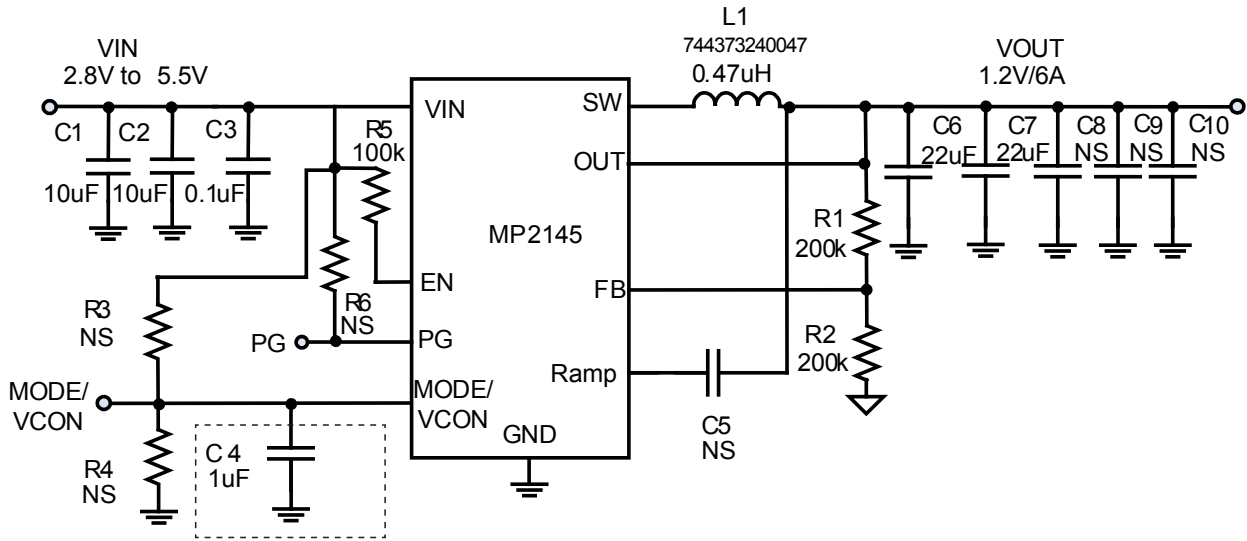 L1
744373240047
0.47uH
VIN
2.8V to 5.5V
VOUT
1.2V/6A
C1
10uF
C2
10uF
C3
0.1uF
R5
100k
VIN
SW
OUT
MP2145
EN
FB
PG
Ramp
MODE/
VCON
GND
C6
22uF
C7
22uF
C8
NS
C9
NS
C10
NS
R1
200k
R2
200k
R3
NS
R6
NS
PG
MODE/
VCON
R4
NS
C 4
1uF
C5
NS